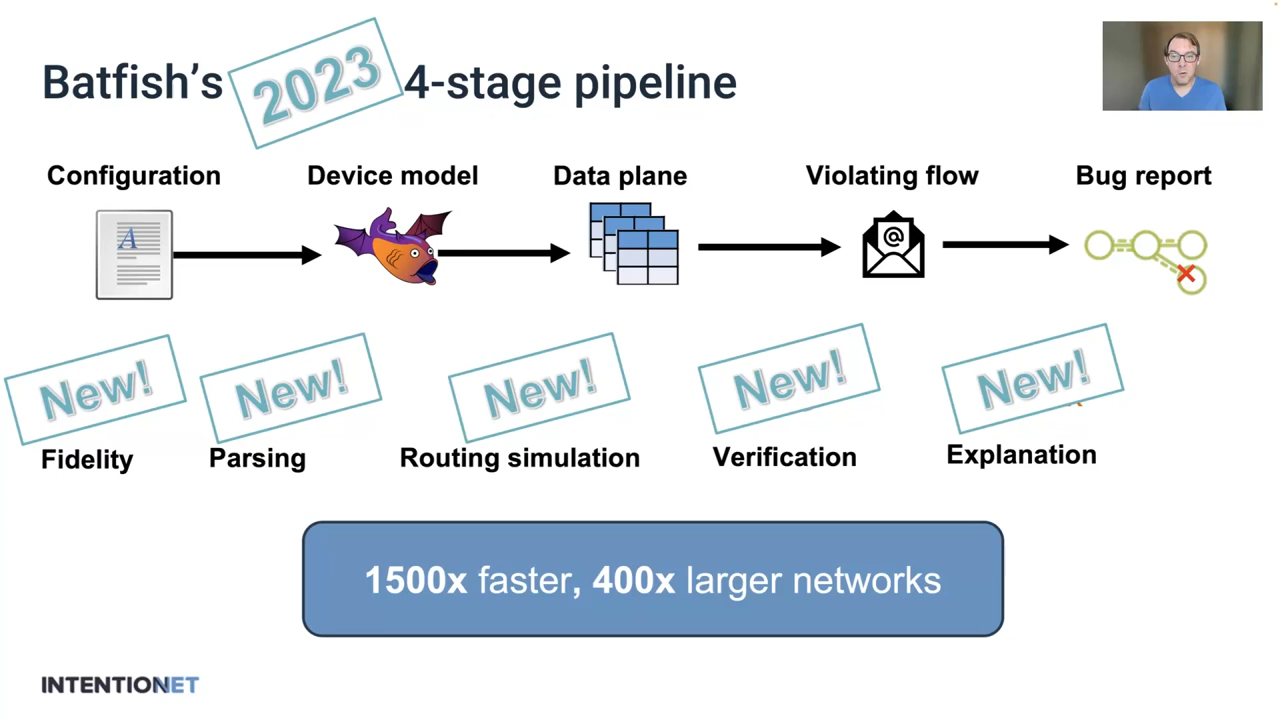 Batfish's 2023 4-stage pipeline
Configuration
Device model
Data plane
Violating flow
Bug report
A
@
New!
New!
New!
New!
New!
Fidelity
Parsing
Routing simulation
Verification
Explanation
1500x faster, 400x larger networks
INTENTIONET